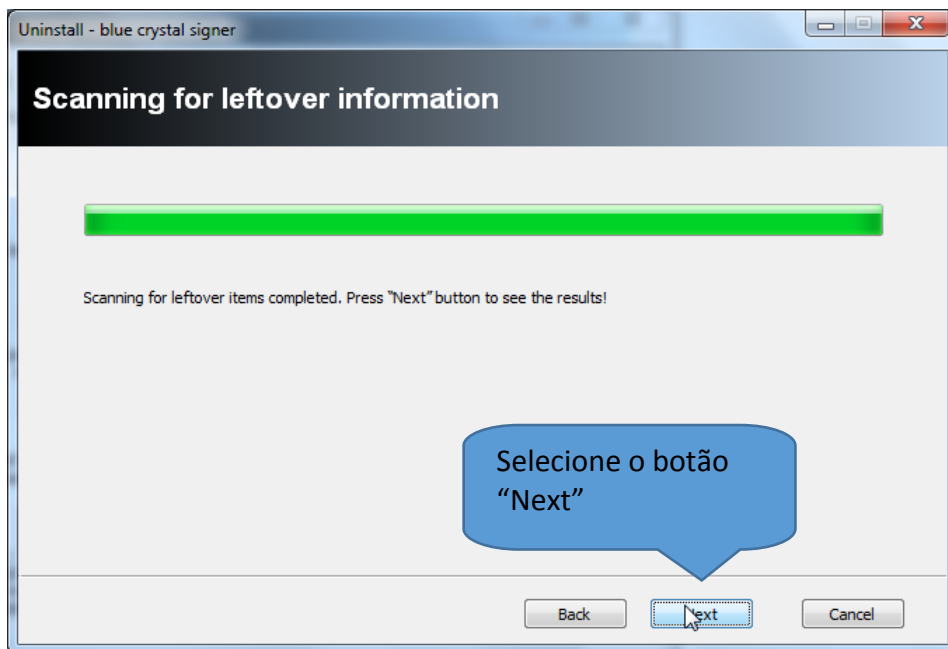 Uninstall - blue crystal signer
Scanning for leftover information
Scanning for leftover items completed. Press "Next" button to see the results!
Selecione o botão
“Next”
Back
Next
Cancel